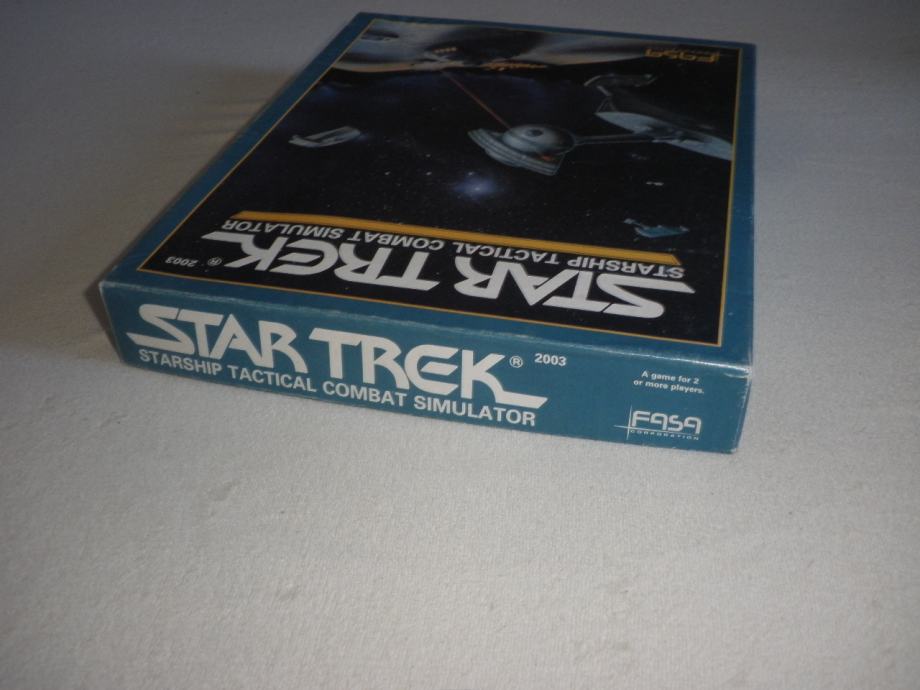 FASA
STAR TREK
STARSHIP TACTICAL COMBAT SIMULATOR
® 2003
STAR TREK® 2003
STARSHIP TACTICAL COMBAT SIMULATOR
A game for 2
or more players.
FASA
CORPORATION